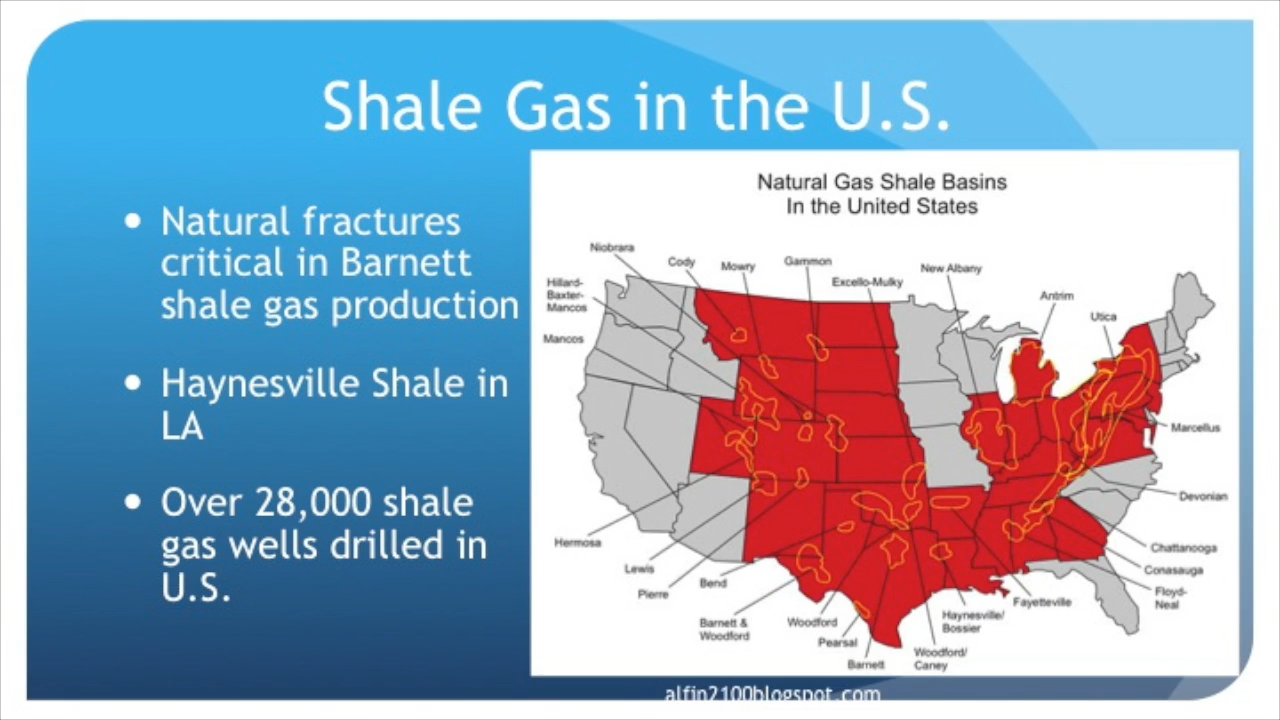 Shale Gas in the U.S.
• Natural fractures
critical in Barnett
shale gas production
• Haynesville Shale in
LA
• Over 28,000 shale
gas wells drilled in
U.S.
Natural Gas Shale Basins
In the United States
Niobrara
Cody
Mowry
Gammon
Excello-Mulky
New Albany
Antrim
Utica
Hillard-
Baxter-
Mancos
Mancos
Marcellus
Devonian
Chattanooga
Conasauga
Floyd-
Neal
Fayetteville
Haynesville/
Bossier
Woodford/
Caney
Barnett
Pearsal
Woodford
Barnett &
Woodford
Bend
Pierre
Lewis
Hermosa
alfin2100blogspot.com